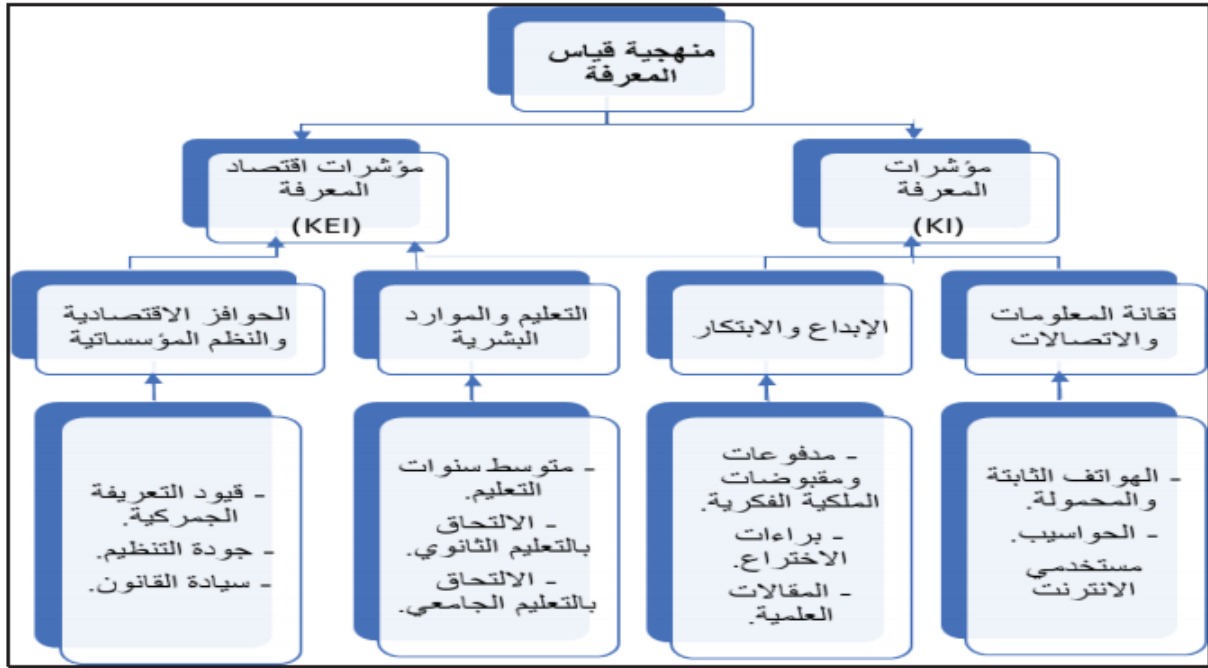 منهجية قياس
المعرفة
مؤشرات
المعرفة
(KI)
مؤشرات اقتصاد
المعرفة
(KEI)
تقانة المعلومات
والاتصالات
الإبداع والابتكار
التعليم والموارد
البشرية
الحوافز الاقتصادية
والنظم المؤسساتية
- الهواتف الثابتة
والمحمولة.
- الحواسيب.
مستخدمي
الانترنت
- مدفوعات
ومقبوضات
الملكية الفكرية.
- براءات
الاختراع.
- المقالات
العلمية.
- متوسط سنوات
التعليم.
- الالتحاق
بالتعليم الثانوي.
- الالتحاق
بالتعليم الجامعي.
- قيود التعريفة
الجمركية.
- جودة التنظيم.
- سيادة القانون.